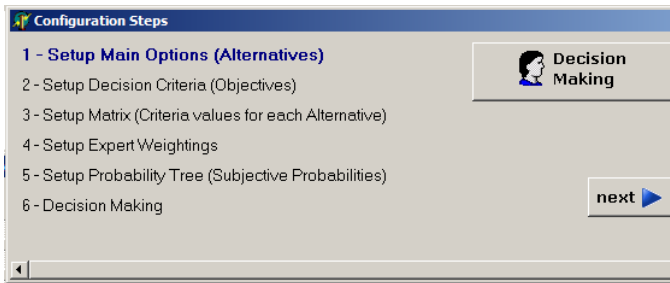 Configuration Steps
1 - Setup Main Options (Alternatives)
2 - Setup Decision Criteria (Objectives)
3 - Setup Matrix (Criteria values for each Alternative)
4 - Setup Expert Weightings
5 - Setup Probability Tree (Subjective Probabilities)
6 - Decision Making
Decision
Making
next